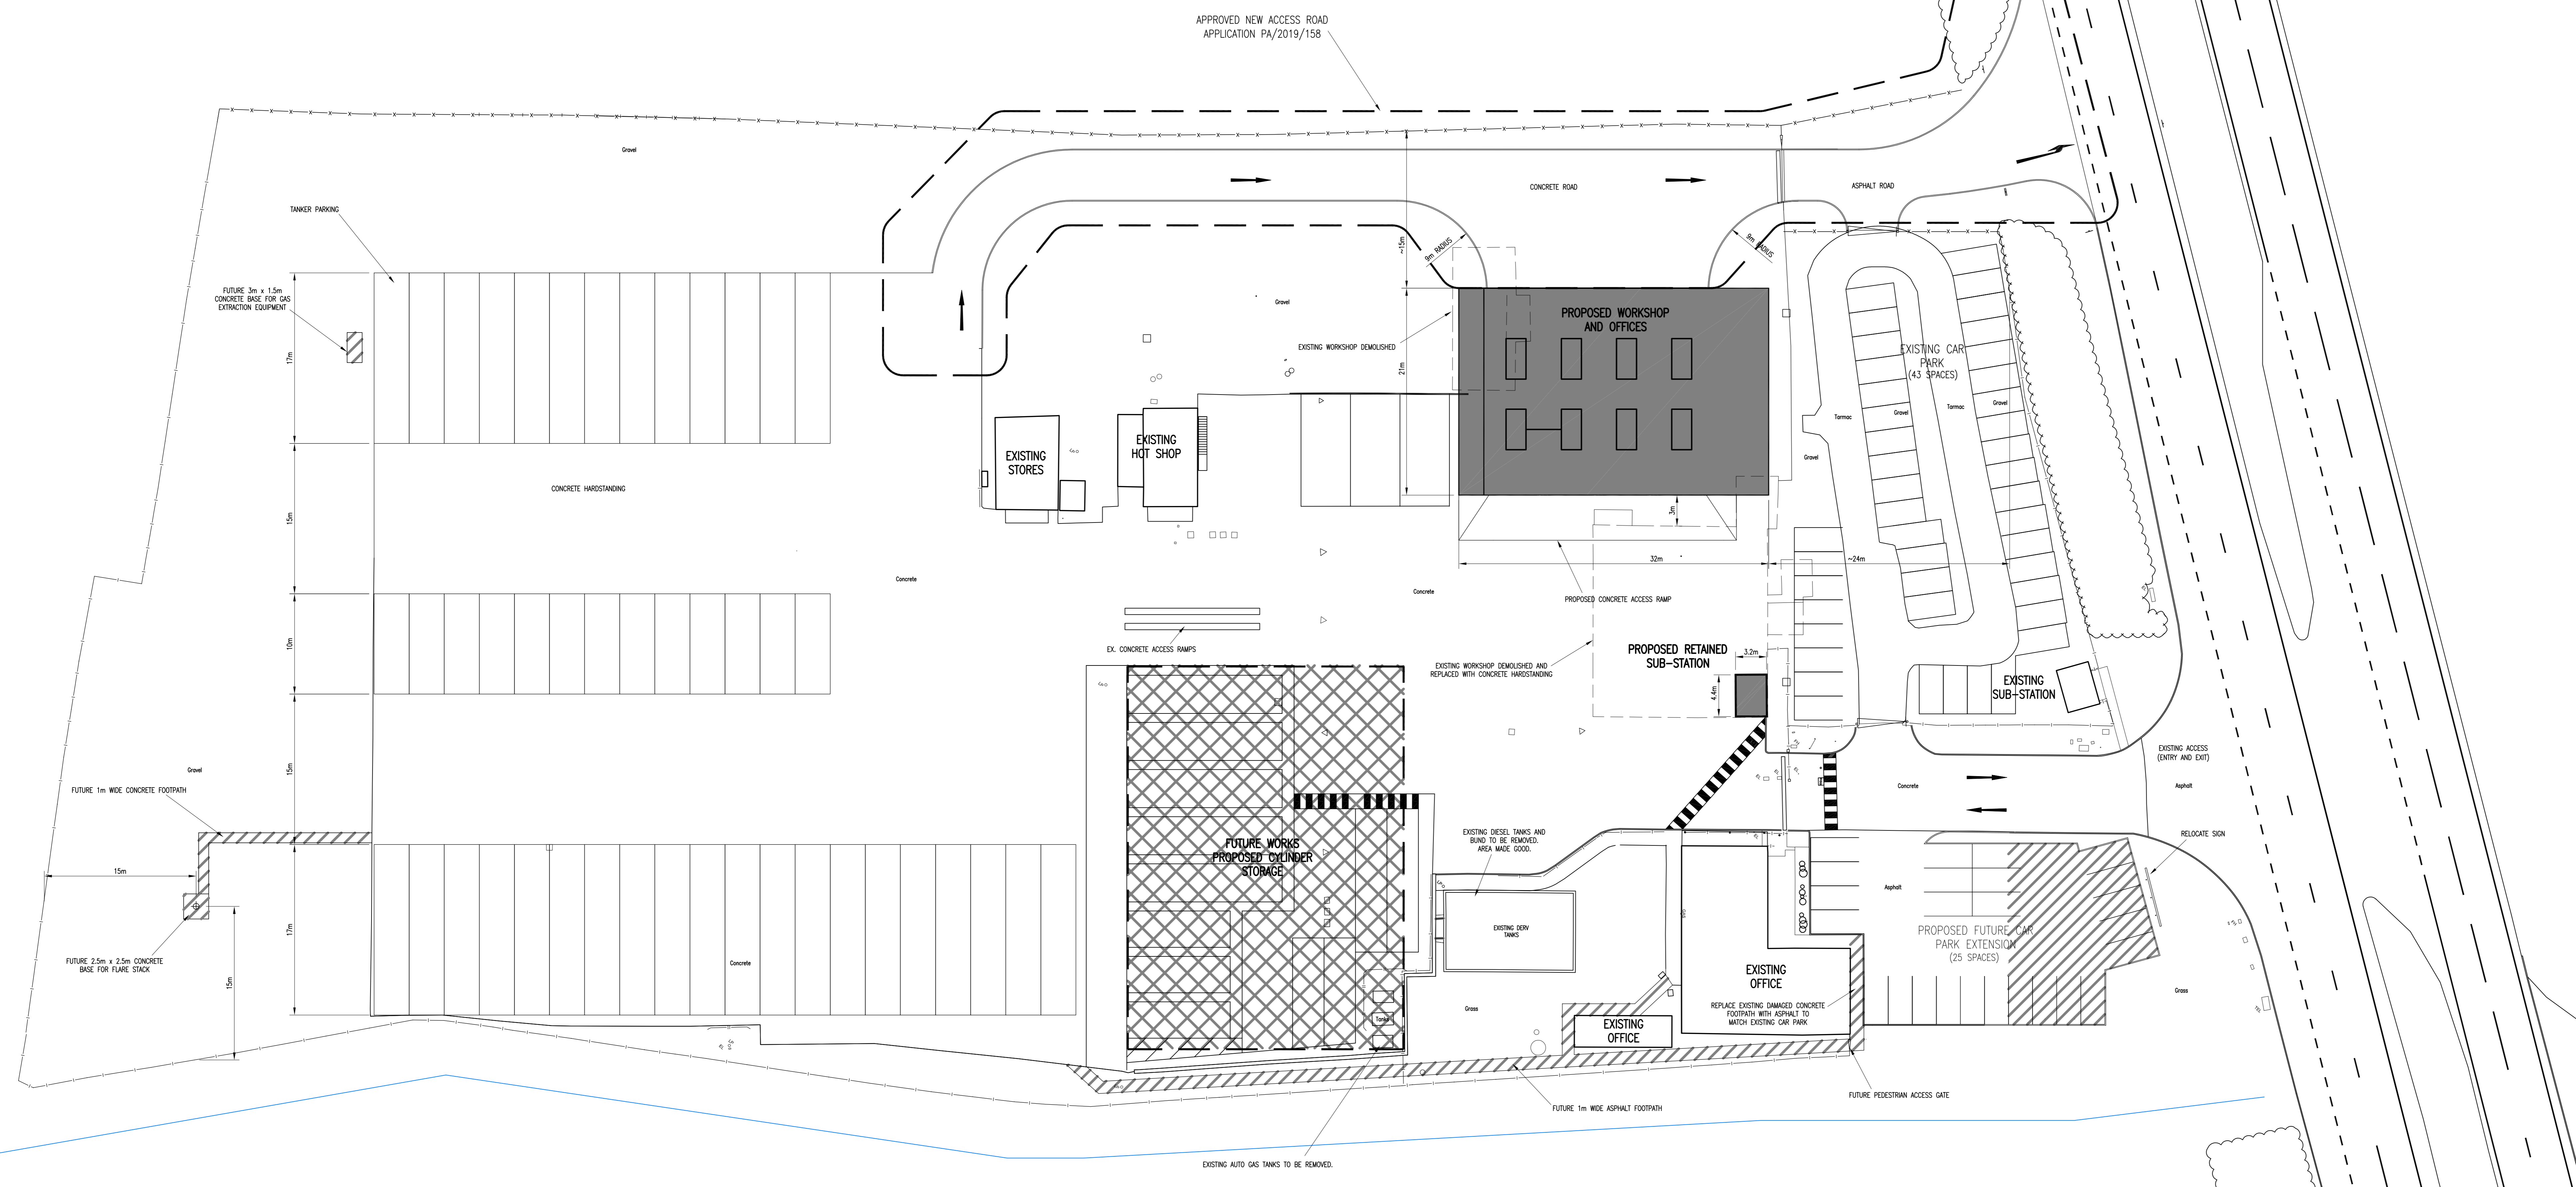 APPROVED NEW ACCESS ROAD
APPLICATION PA/2019/158
Gravel
TANKER PARKING
CONCRETE ROAD
ASPHALT ROAD
~15m
9m RADIUS
9m RADIUS
FUTURE 3m x 1.5m
CONCRETE BASE FOR GAS
EXTRACTION EQUIPMENT
17m
Gravel
PROPOSED WORKSHOP
AND OFFICES
EXISTING WORKSHOP DEMOLISHED
21m
EXISTING CAR
PARK
(43 SPACES)
Tarmac
Gravel
Tarmac
Gravel
EXISTING
STORES
EXISTING
HOT SHOP
Gravel
CONCRETE HARDSTANDING
15m
3m
32m
~24m
Concrete
Concrete
PROPOSED CONCRETE ACCESS RAMP
10m
EX. CONCRETE ACCESS RAMPS
EXISTING WORKSHOP DEMOLISHED AND
REPLACED WITH CONCRETE HARDSTANDING
PROPOSED RETAINED
SUB-STATION
3.2m
4.4m
EXISTING
SUB-STATION
EXISTING ACCESS
(ENTRY AND EXIT)
Gravel
15m
FUTURE 1m WIDE CONCRETE FOOTPATH
Concrete
Asphalt
FUTURE WORKS
PROPOSED CYLINDER
STORAGE
EXISTING DIESEL TANKS AND
BUND TO BE REMOVED.
AREA MADE GOOD.
RELOCATE SIGN
15m
Asphalt
17m
EXISTING DERV
TANKS
PROPOSED FUTURE CAR
PARK EXTENSION
(25 SPACES)
FUTURE 2.5m x 2.5m CONCRETE
BASE FOR FLARE STACK
15m
Concrete
EXISTING
OFFICE
REPLACE EXISTING DAMAGED CONCRETE
FOOTPATH WITH ASPHALT TO
MATCH EXISTING CAR PARK
Grass
Grass
Tanks
EXISTING
OFFICE
FUTURE PEDESTRIAN ACCESS GATE
FUTURE 1m WIDE ASPHALT FOOTPATH
EXISTING AUTO GAS TANKS TO BE REMOVED.